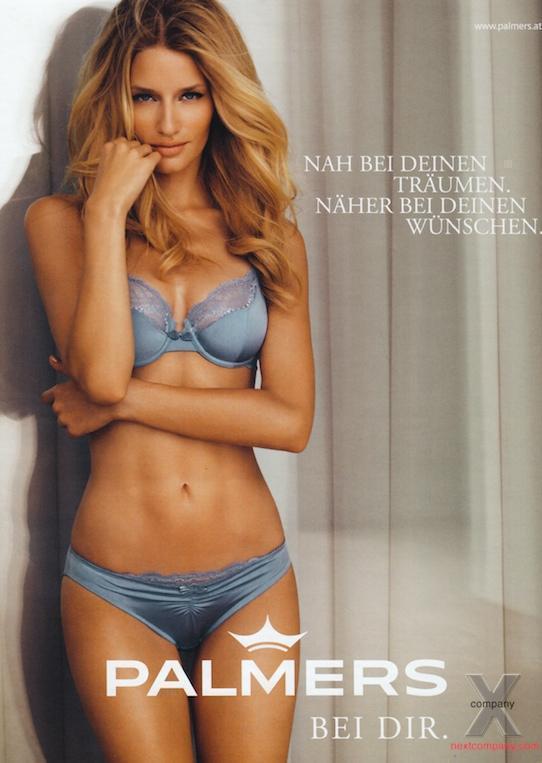 www.palmers.at
NAH BEI DEINEN
TRÄUMEN.
NÄHER BEI DEINEN
WÜNSCHEN.
PALMERS
BEI DIR.
X
company
nextcompany.com